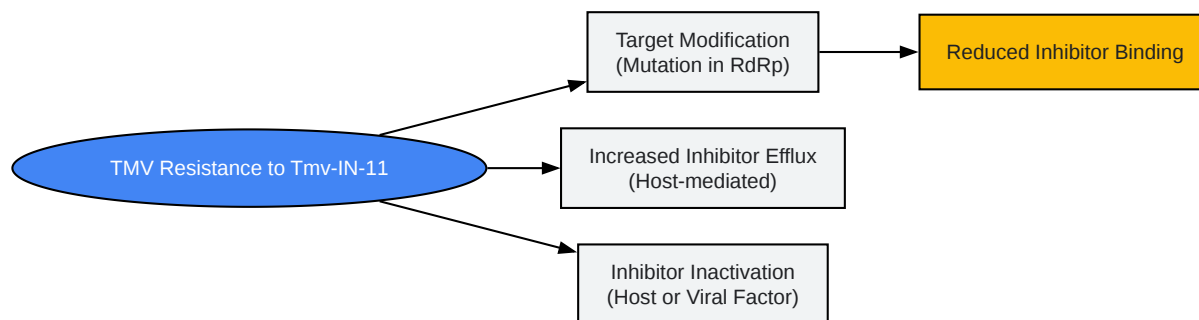 Target Modification
(Mutation in RdRp)
Reduced Inhibitor Binding
TMV Resistance to Tmv-IN-11
Increased Inhibitor Efflux
(Host-mediated)
Inhibitor Inactivation
(Host or Viral Factor)